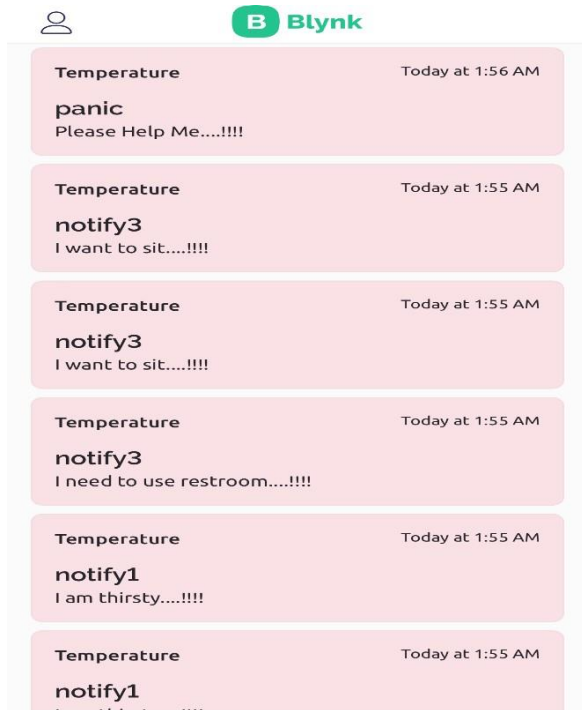 B Blynk
Temperature Today at 1:56 AM
panic
Please Help Me....!!!!
Temperature Today at 1:55 AM
notify3
I want to sit....!!!!
Temperature Today at 1:55 AM
notify3
I want to sit....!!!!
Temperature Today at 1:55 AM
notify3
I need to use restroom....!!!!
Temperature Today at 1:55 AM
notify1
I am thirsty....!!!!
Temperature Today at 1:55 AM
notify1